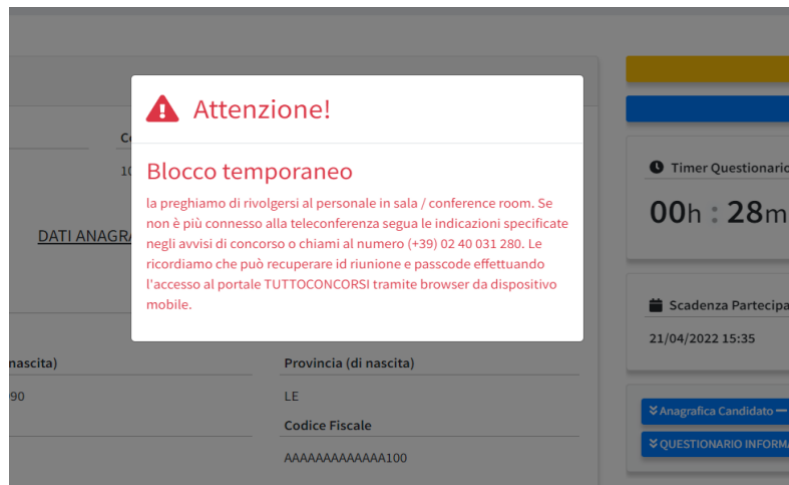 Attenzione!
Blocco temporaneo
la preghiamo di rivolgersi al personale in sala / conference room. Se
non è più connesso alla teleconferenza segua le indicazioni specificate
negli avvisi di concorso o chiami al numero (+39) 02 40 031 280. Le
ricordiamo che può recuperare id riunione e passcode effettuando
l'accesso al portale TUTTOCONCORSI tramite browser da dispositivo
mobile.
DATI ANAGRA
nascita)
Provincia (di nascita)
90
LE
Codice Fiscale
AAAAAAAAAAAAA100
Timer Questionario
00h : 28m
Scadenza Partecipa
21/04/2022 15:35
Anagrafica Candidato
QUESTIONARIO INFORM